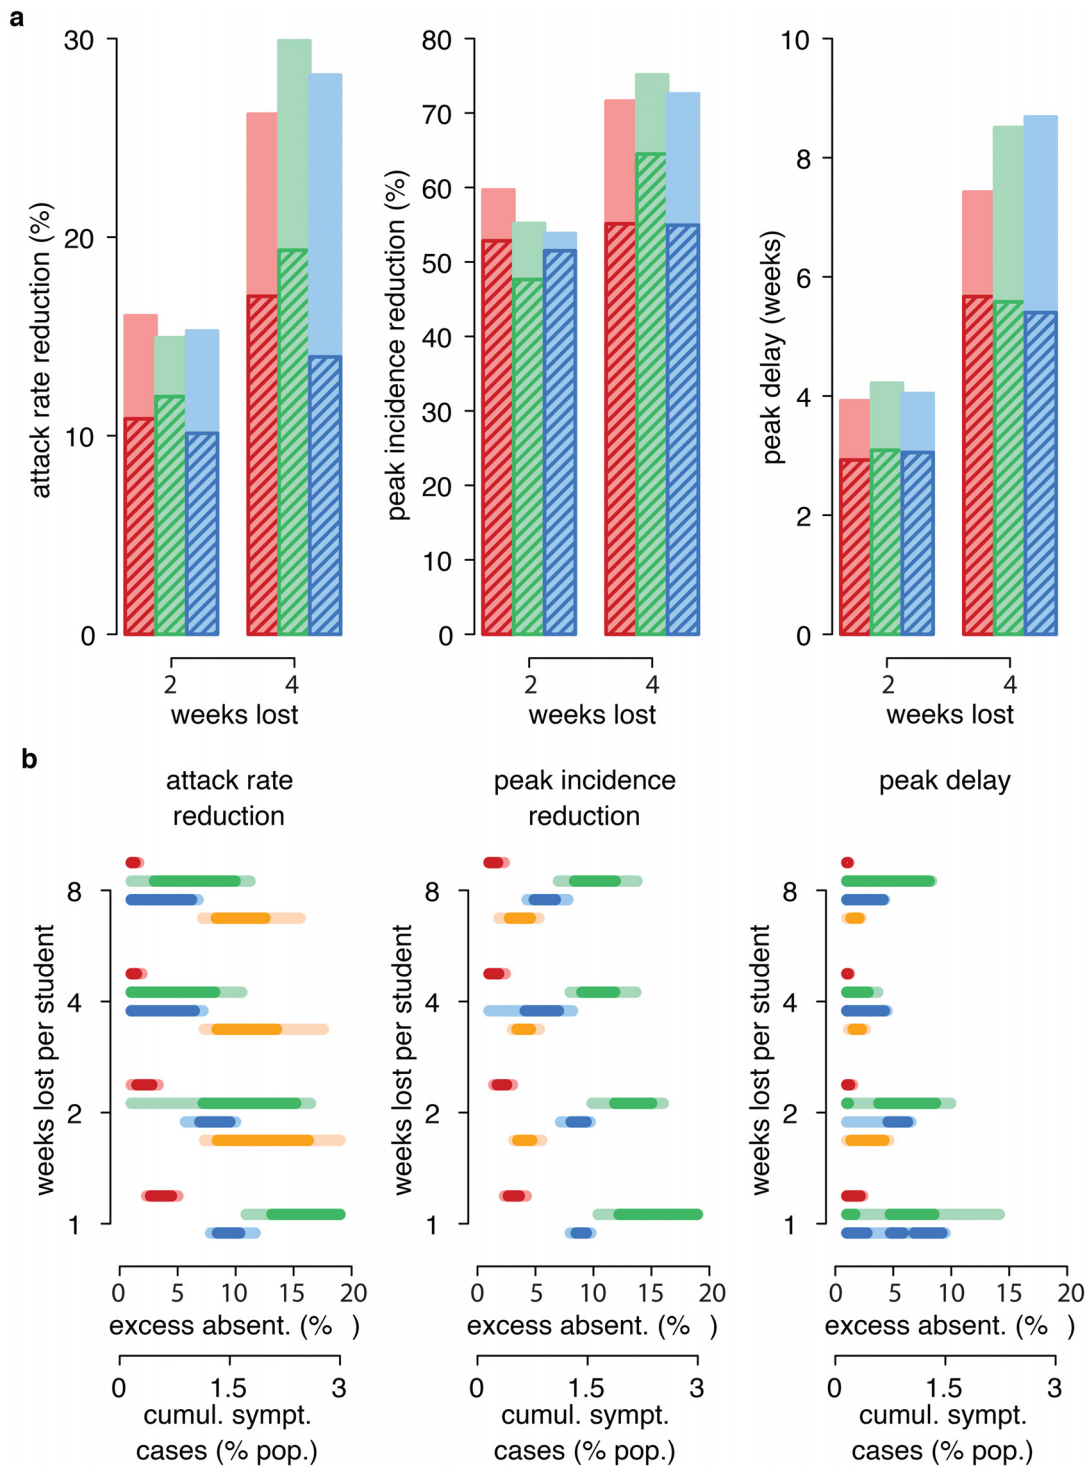 a
attack rate reduction (%)
30
20
10
0
2
4
weeks lost
peak incidence reduction (%)
80
70
60
50
40
30
20
10
0
2
4
weeks lost
peak delay (weeks)
10
8
6
4
2
0
2
4
weeks lost
b
attack rate
reduction
weeks lost per student
8
4
2
1
0 5 10 15 20
excess absent. (% )
0 1.5 3
cumul. sympt.
cases (% pop.)
peak incidence
reduction
weeks lost per student
8
4
2
1
0 5 10 15 20
excess absent. (% )
0 1.5 3
cumul. sympt.
cases (% pop.)
peak delay
weeks lost per student
8
4
2
1
0 5 10 15 20
excess absent. (% )
0 1.5 3
cumul. sympt.
cases (% pop.)